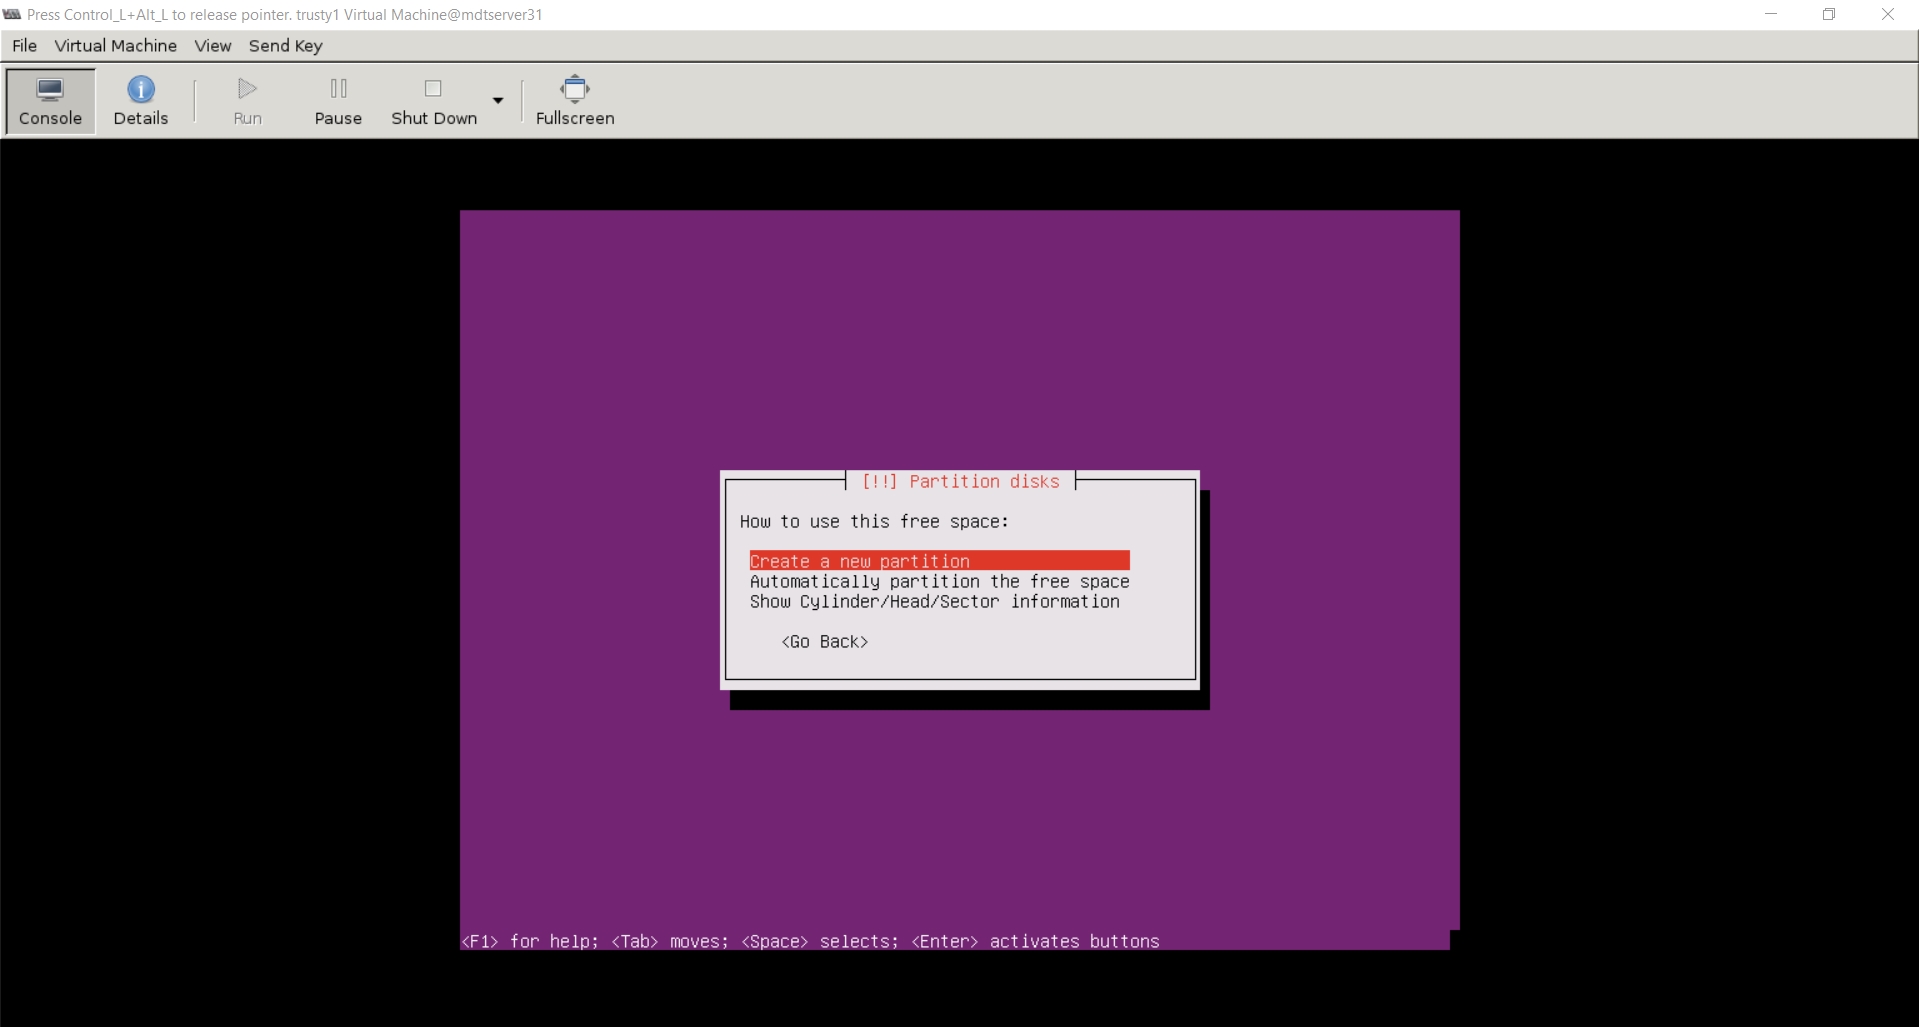 Press Control_L+Alt_L to release pointer. trusty1 Virtual Machine@mdtserver31
File Virtual Machine View Send Key
Console Details Run Pause Shut Down Fullscreen
[!!] Partition disks
How to use this free space:
Create a new partition
Automatically partition the free space
Show Cylinder/Head/Sector information
<Go Back>
<F1> for help; <Tab> moves; <Space> selects; <Enter> activates buttons